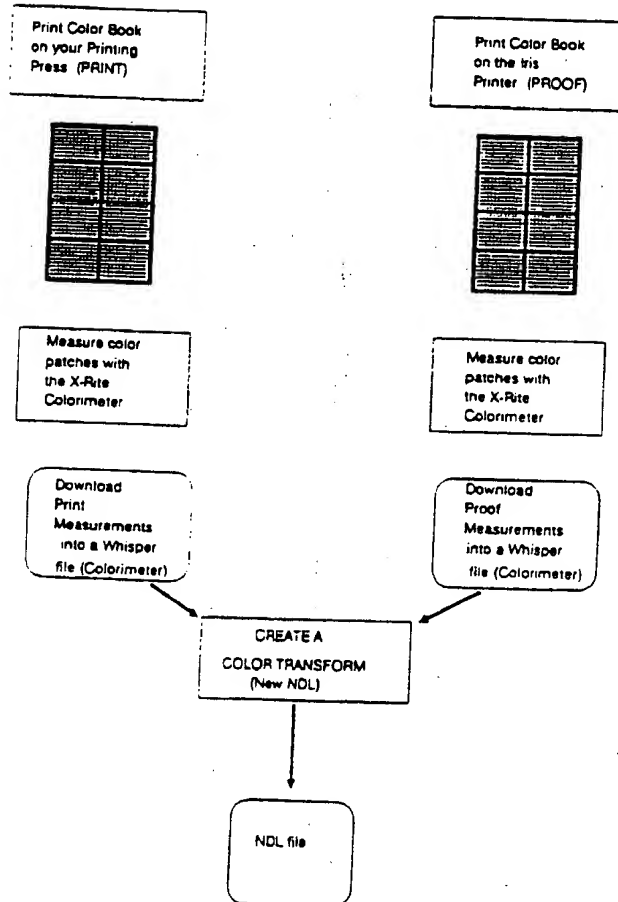 Print Color Book
on your Printing
Press (PRINT)
Print Color Book
on the Iris
Printer (PROOF)
Measure color
patches with
the X-Rite
Colorimeter
Measure color
patches with
the X-Rite
Colorimeter
Download
Print
Measurements
into a Whisper
file (Colorimeter)
Download
Proof
Measurements
into a Whisper
file (Colorimeter)
CREATE A
COLOR TRANSFORM
(New NDL)
NDL file